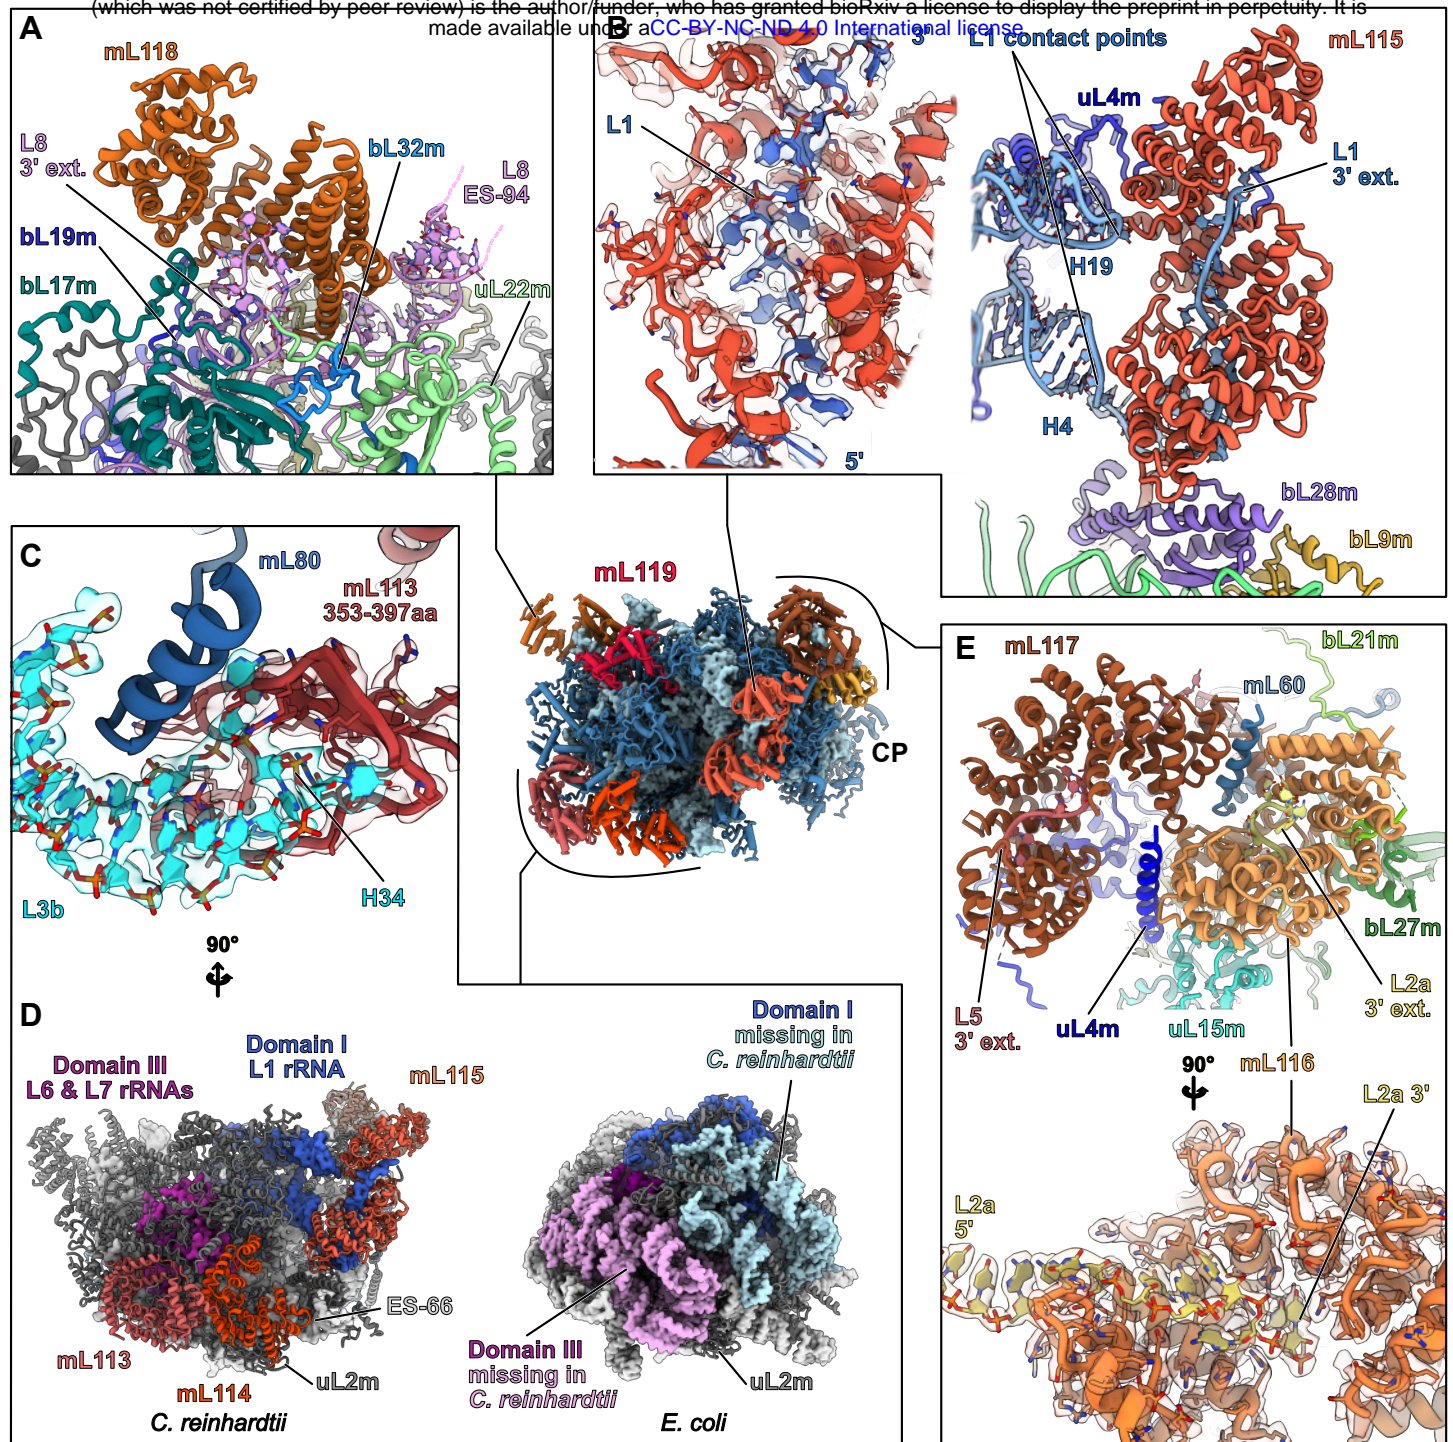 (which was not certified by peer review) is the author/funder, who has granted bioRxiv a license to display the preprint in perpetuity. It is
made available under aCC-BY-NC-ND 4.0 International license
A
mL118
L8
3' ext.
bL32m
L8
ES-94
bL19m
bL17m
uL22m
B
3'
L1
5'
L1 contact points
mL115
uL4m
L1
3' ext.
H19
H4
bL28m
bL9m
C
mL80
mL113
353-397aa
L3b
H34
90°
mL119
CP
D
Domain III
L6 & L7 rRNAs
Domain I
L1 rRNA
mL115
ES-66
mL113
mL114
uL2m
C. reinhardtii
Domain I
missing in
C. reinhardtii
Domain III
missing in
C. reinhardtii
uL2m
E. coli
E
mL117
bL21m
mL60
bL27m
L2a
3' ext.
L5
3' ext.
uL4m
uL15m
90°
mL116
L2a 3'
L2a
5'